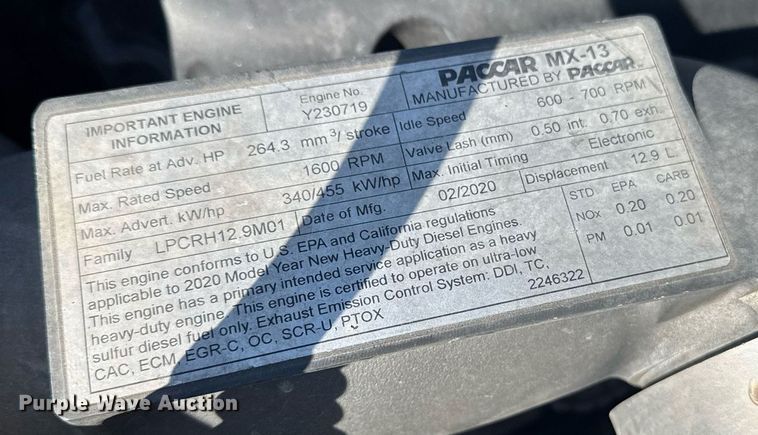 IMPORTANT ENGINE
INFORMATION
Engine No.
Y230719
PACCAR MX-13
MANUFACTURED BY PACCAR
Fuel Rate at Adv. HP 264.3 mm³/ stroke Idle Speed 600 - 700 RPM
Max. Rated Speed 1600 RPM Valve Lash (mm) 0.50 int. 0.70 exh.
Max. Advert. kW/hp 340/455 kW/hp Max. Initial Timing Electronic
Family LPCRH12.9M01 Date of Mfg. 02/2020 Displacement 12.9 L.
This engine conforms to U.S. EPA and California regulations
applicable to 2020 Model Year New Heavy-Duty Diesel Engines.
This engine has a primary intended service application as a heavy
heavy-duty engine. This engine is certified to operate on ultra-low
sulfur diesel fuel only. Exhaust Emission Control System: DDI, TC,
CAC, ECM, EGR-C, OC, SCR-U, PTOX
2246322
STD EPA CARB
NOX 0.20 0.20
PM 0.01 0.01
Purple Wave Auction